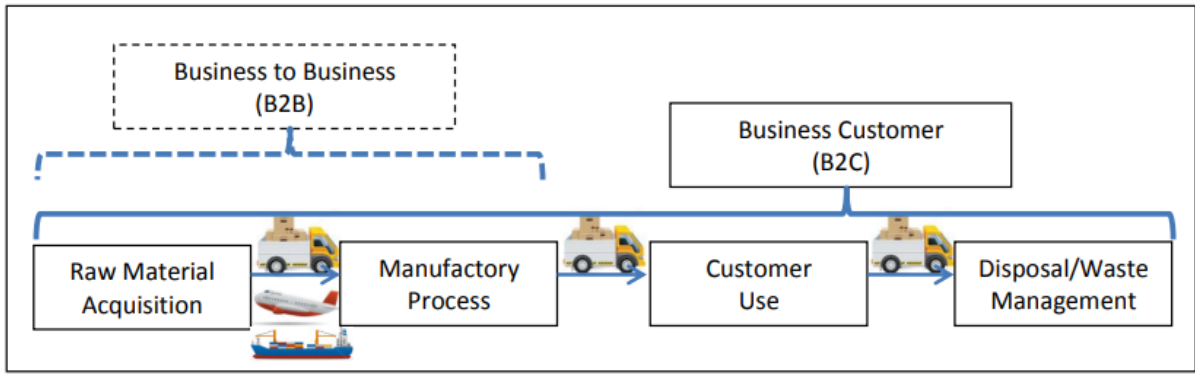 Business to Business
(B2B)
Business Customer
(B2C)
Raw Material
Acquisition
Manufactory
Process
Customer
Use
Disposal/Waste
Management